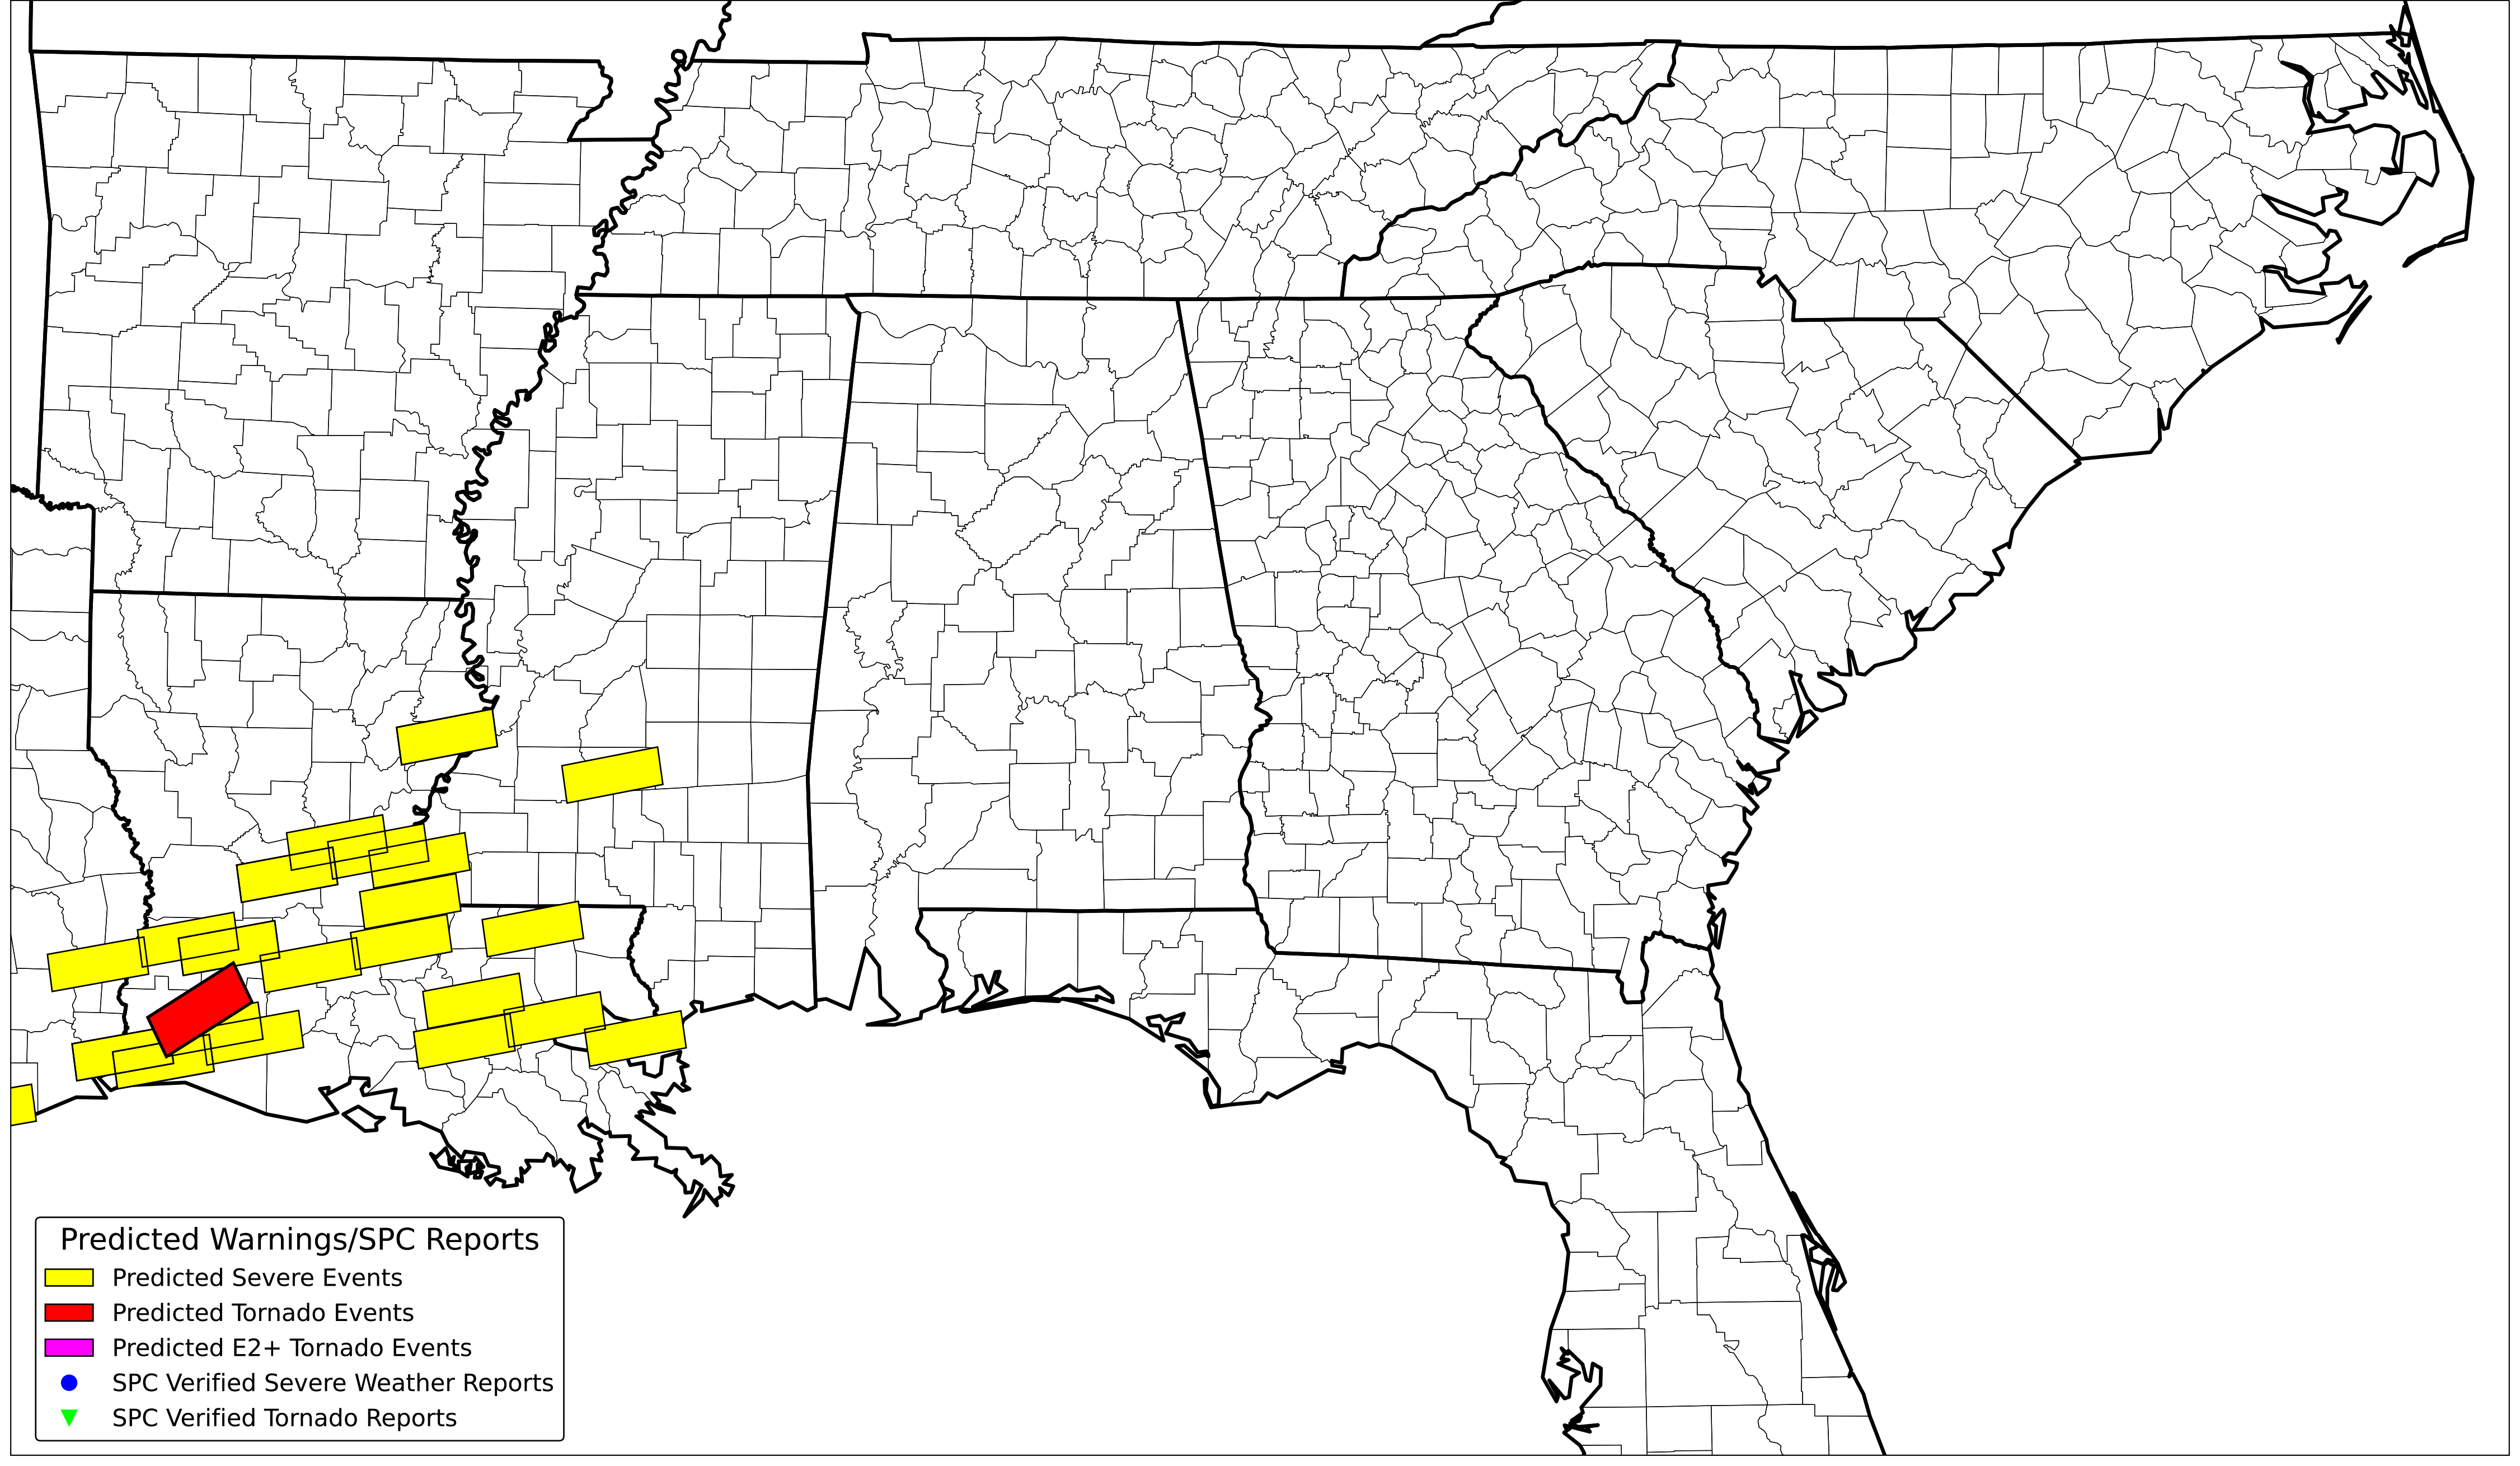 Predicted Warnings/SPC Reports
Predicted Severe Events
Predicted Tornado Events
Predicted E2+ Tornado Events
SPC Verified Severe Weather Reports
SPC Verified Tornado Reports